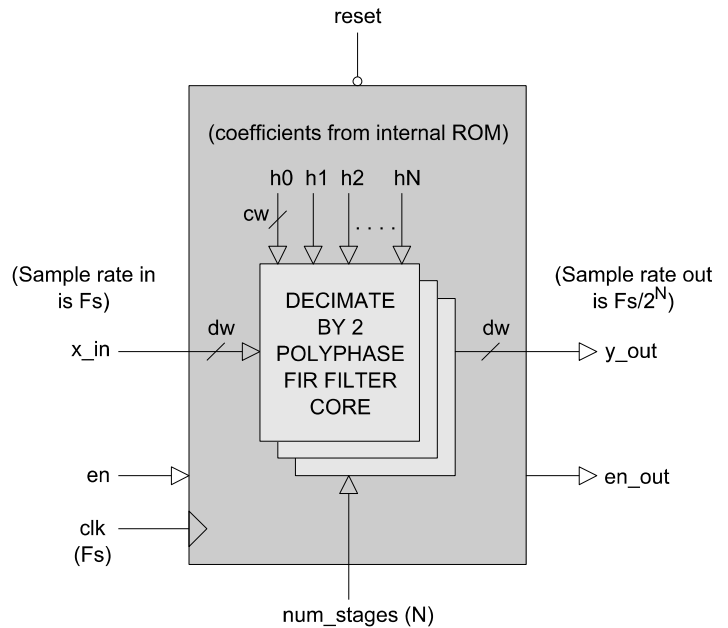 reset
(coefficients from internal ROM)
h0 h1 h2 hN
cw
. . . . .
(Sample rate in
is Fs)
x_in
dw
DECIMATE
BY 2
POLYPHASE
FIR FILTER
CORE
dw
(Sample rate out
is Fs/2^N)
y_out
en
en_out
clk
(Fs)
num_stages (N)